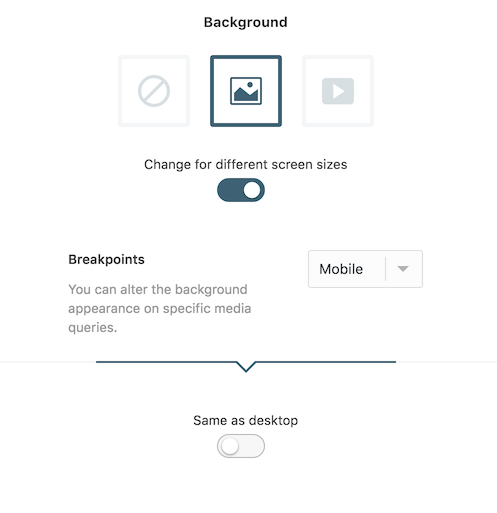 Background
Change for different screen sizes
Breakpoints
Mobile
You can alter the background
appearance on specific media
queries.
Same as desktop